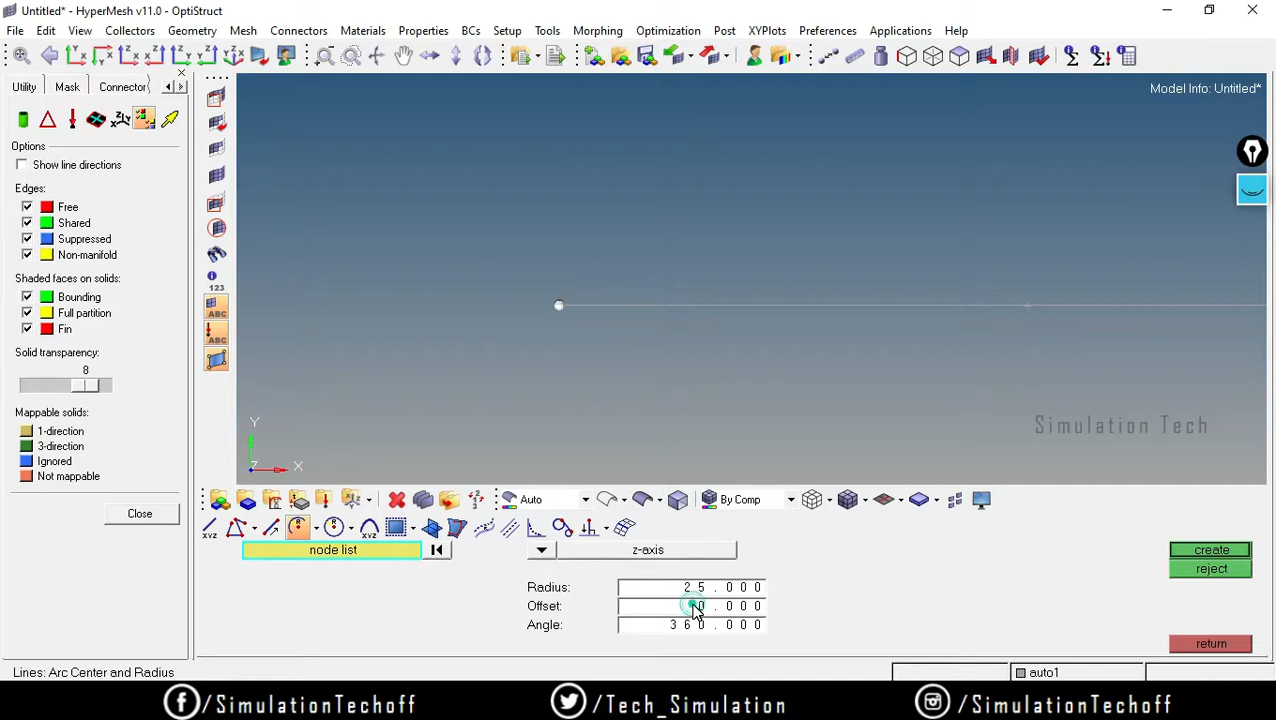 Untitled* - HyperMesh v11.0 - OptiStruct
File Edit View Collectors Geometry Mesh Connectors Materials Properties BCs Setup Tools Morphing Optimization Post XYPlots Preferences Applications Help
Utility Mask Connector
Model Info: Untitled*
Options
Show line directions
Edges:
Free
Shared
Suppressed
Non-manifold
Shaded faces on solids:
Bounding
Full partition
Fin
Solid transparency:
8
Mappable solids:
1-direction
3-direction
Ignored
Not mappable
Close
123
ABC
ABC
Y
Z X
Simulation Tech
Auto By Comp
XYZ R R XYZ
node list z-axis create
reject
Radius: 25.000
Offset: 0.000
Angle: 360.000
return
Lines: Arc Center and Radius auto1
/SimulationTechoff /Tech_Simulation /SimulationTechoff